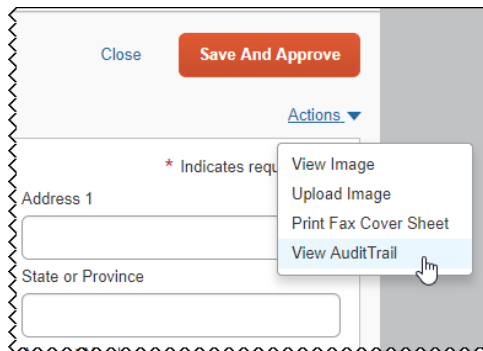 Close
Save And Approve
Actions
* Indicates requ
View Image
Upload Image
Print Fax Cover Sheet
View AuditTrail
Address 1
State or Province